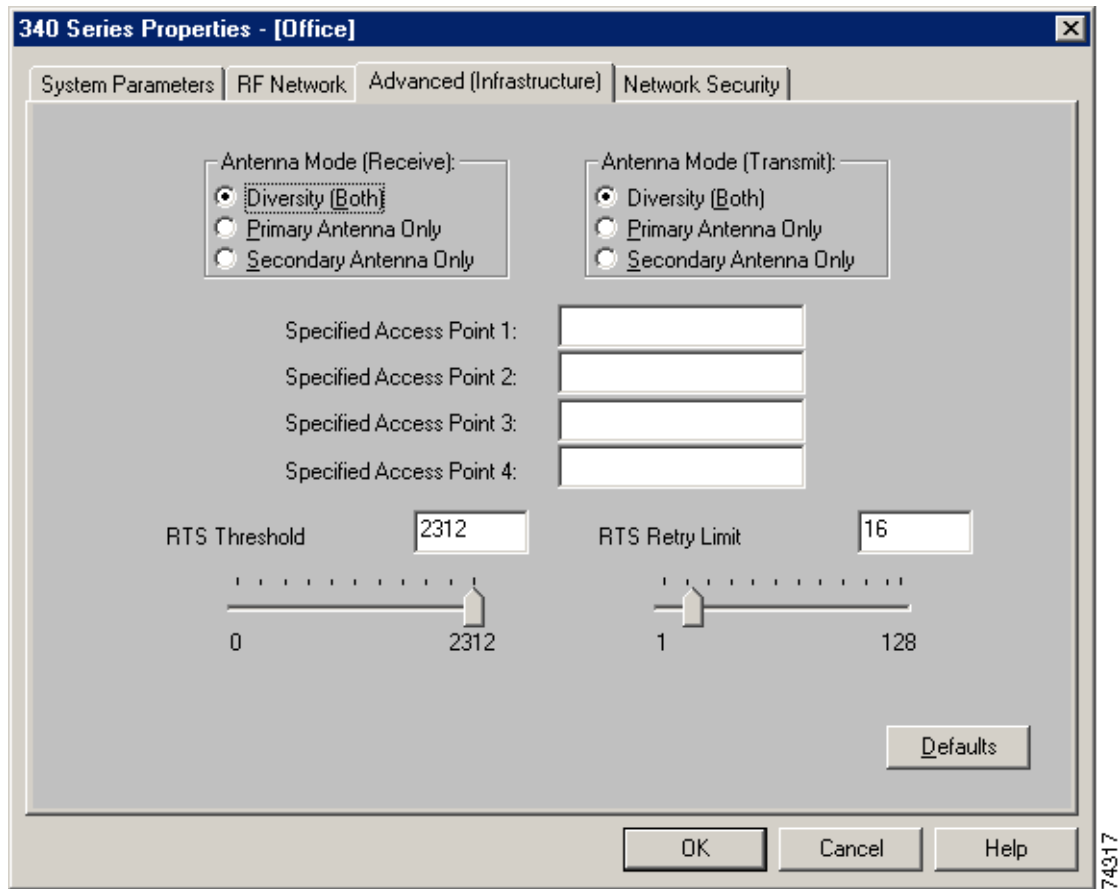 340 Series Properties - [Office]
System Parameters
RF Network
Advanced (Infrastructure)
Network Security
Antenna Mode (Receive):
Diversity (Both)
Primary Antenna Only
Secondary Antenna Only
Antenna Mode (Transmit):
Diversity (Both)
Primary Antenna Only
Secondary Antenna Only
Specified Access Point 1:
Specified Access Point 2:
Specified Access Point 3:
Specified Access Point 4:
RTS Threshold
2312
0
2312
RTS Retry Limit
16
1
128
Defaults
OK
Cancel
Help
74317